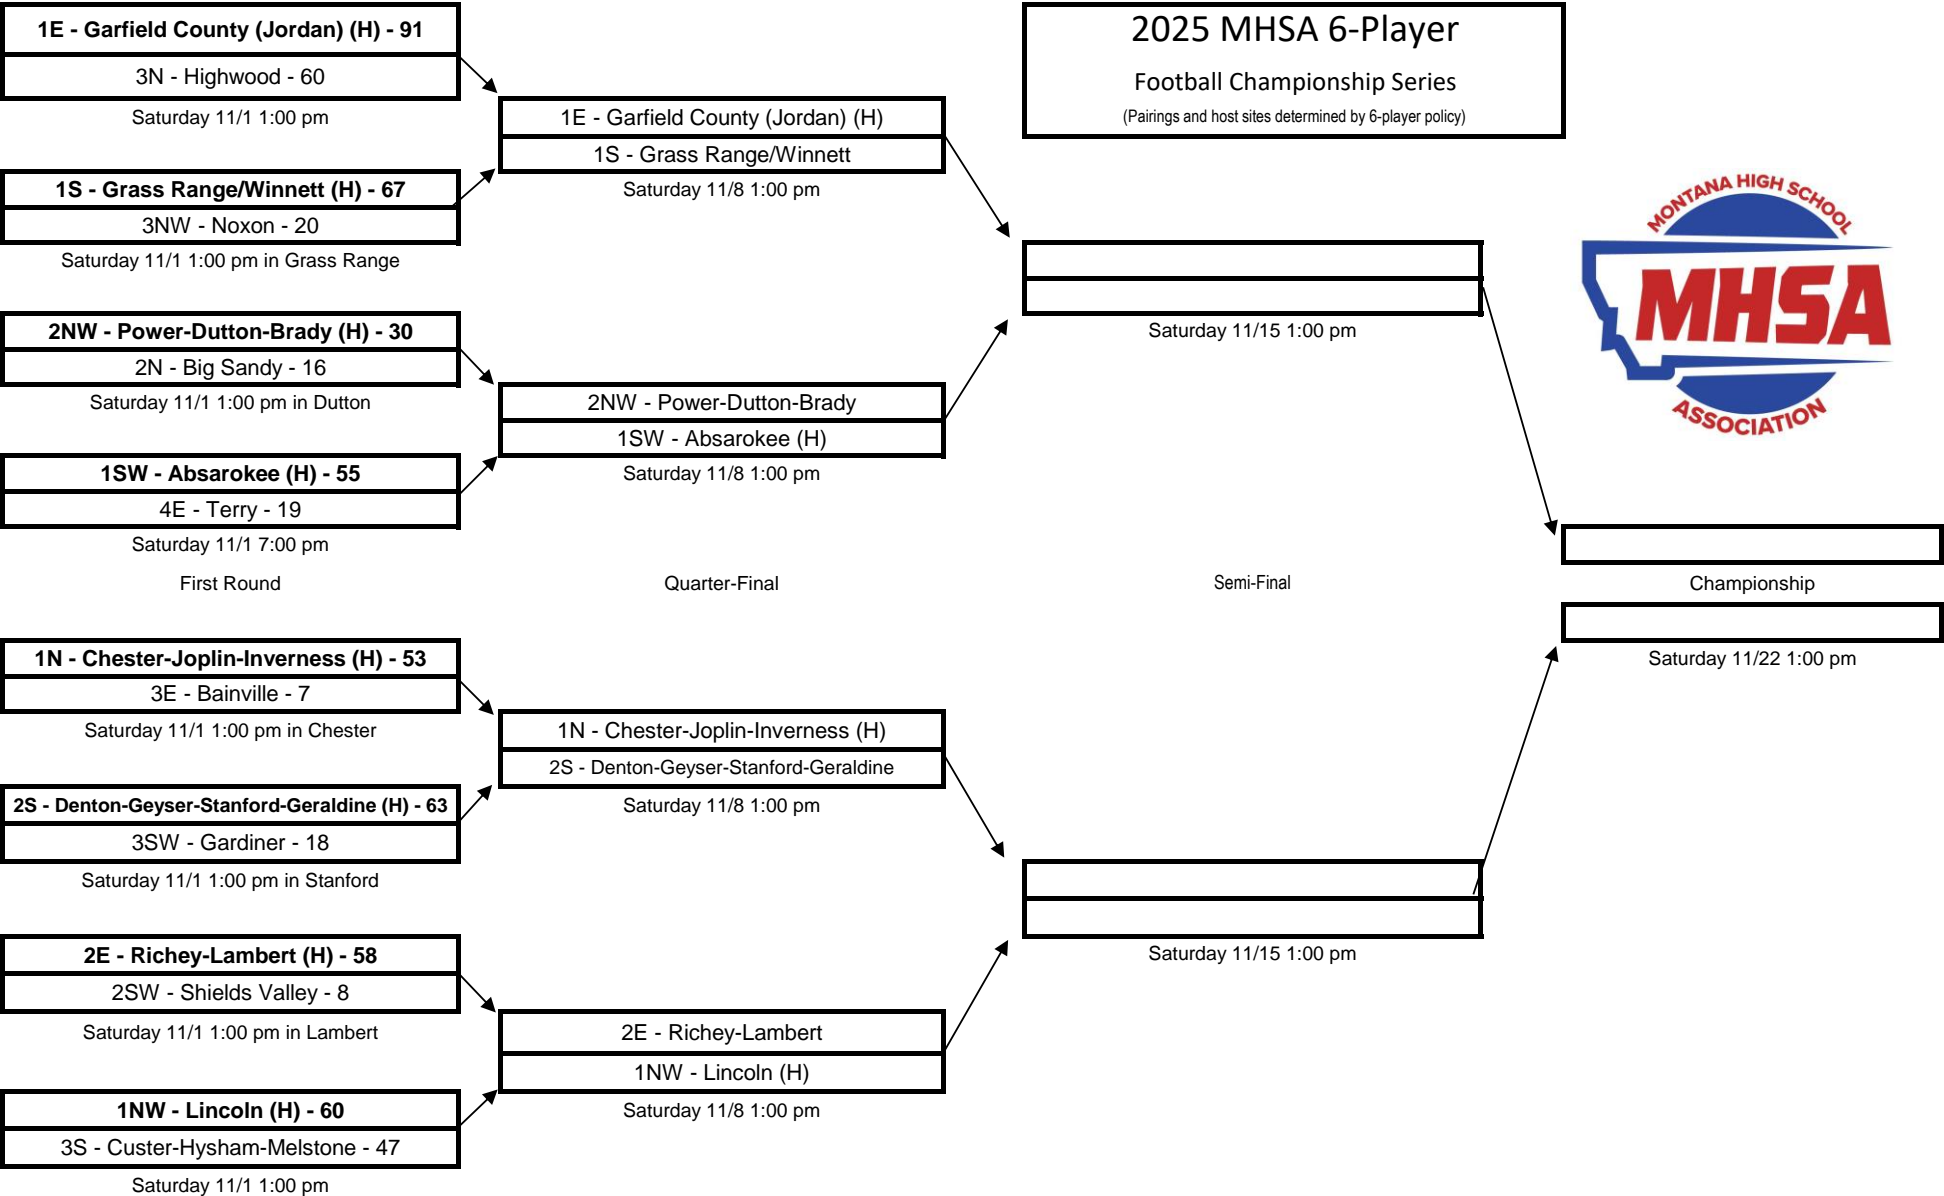 1E - Garfield County (Jordan) (H) - 91
3N - Highwood - 60
Saturday 11/1 1:00 pm
1S - Grass Range/Winnett (H) - 67
3NW - Noxon - 20
Saturday 11/1 1:00 pm in Grass Range
2NW - Power-Dutton-Brady (H) - 30
2N - Big Sandy - 16
Saturday 11/1 1:00 pm in Dutton
1SW - Absarokee (H) - 55
4E - Terry - 19
Saturday 11/1 7:00 pm
First Round
1N - Chester-Joplin-Inverness (H) - 53
3E - Bainville - 7
Saturday 11/1 1:00 pm in Chester
2S - Denton-Geyser-Stanford-Geraldine (H) - 63
3SW - Gardiner - 18
Saturday 11/1 1:00 pm in Stanford
2E - Richey-Lambert (H) - 58
2SW - Shields Valley - 8
Saturday 11/1 1:00 pm in Lambert
1NW - Lincoln (H) - 60
3S - Custer-Hysham-Melstone - 47
Saturday 11/1 1:00 pm
1E - Garfield County (Jordan) (H)
1S - Grass Range/Winnett
Saturday 11/8 1:00 pm
2NW - Power-Dutton-Brady
1SW - Absarokee (H)
Saturday 11/8 1:00 pm
Quarter-Final
1N - Chester-Joplin-Inverness (H)
2S - Denton-Geyser-Stanford-Geraldine
Saturday 11/8 1:00 pm
2E - Richey-Lambert
1NW - Lincoln (H)
Saturday 11/8 1:00 pm
2025 MHSA 6-Player
Football Championship Series
(Pairings and host sites determined by 6-player policy)
Saturday 11/15 1:00 pm
Semi-Final
Saturday 11/15 1:00 pm
MONTANA HIGH SCHOOL
MHSA
ASSOCIATION
Championship
Saturday 11/22 1:00 pm